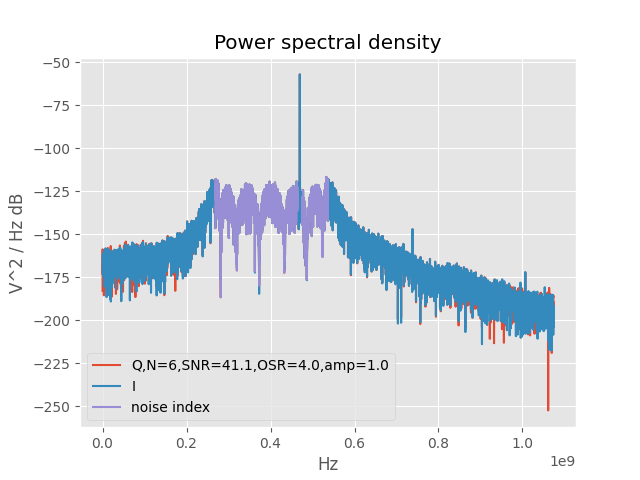 Power spectral density
V^2 / Hz dB
−50
−75
−100
−125
−150
−175
−200
−225
−250
Q,N=6,SNR=41.1,OSR=4.0,amp=1.0
I
noise index
0.0 0.2 0.4 0.6 0.8 1.0
1e9
Hz